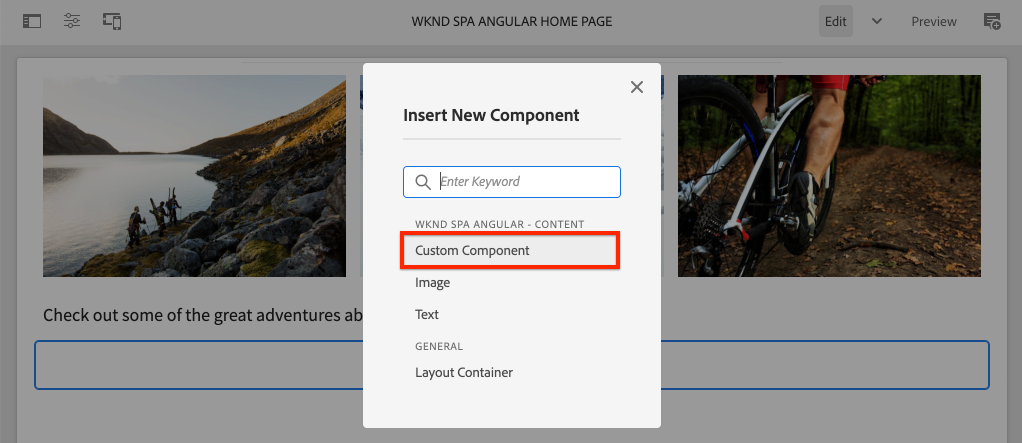 WKND SPA ANGULAR HOME PAGE
Edit
Preview
Insert New Component
Enter Keyword
WKND SPA ANGULAR - CONTENT
Custom Component
Image
Text
GENERAL
Layout Container
Check out some of the great adventures ab